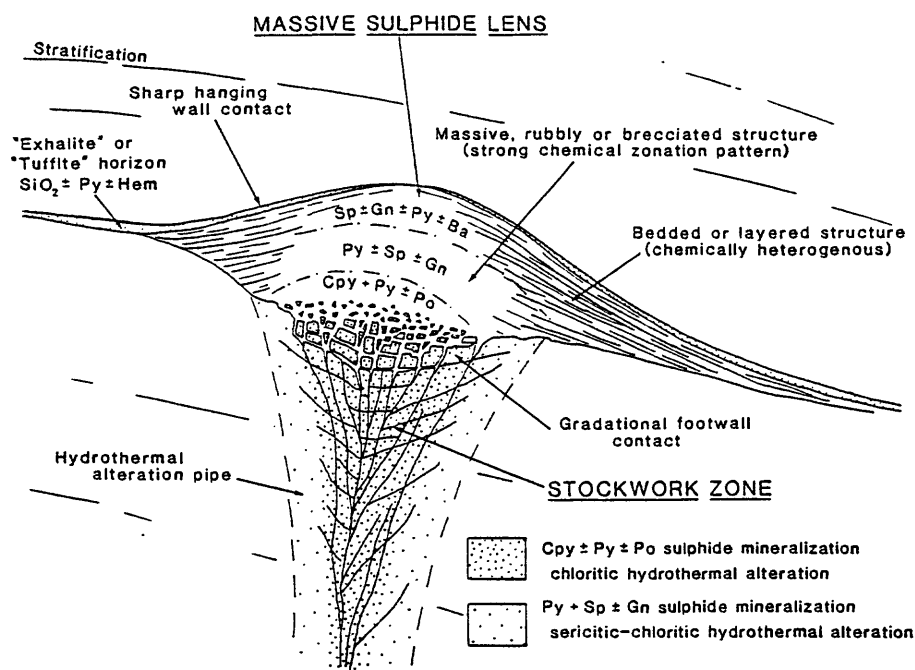 MASSIVE SULPHIDE LENS
Stratification
Sharp hanging
wall contact
"Exhalite" or
"Tuffite" horizon
SiO₂ ± Py ± Hem
Massive, rubbly or brecciated structure
(strong chemical zonation pattern)
Sp ± Gn ± Py ± Ba
Bedded or layered structure
(chemically heterogenous)
Py ± Sp ± Gn
Cpy + Py ± Po
Gradational footwall
contact
Hydrothermal
alteration pipe
STOCKWORK ZONE
Cpy ± Py ± Po sulphide mineralization
chloritic hydrothermal alteration
Py + Sp ± Gn sulphide mineralization
sericitic-chloritic hydrothermal alteration